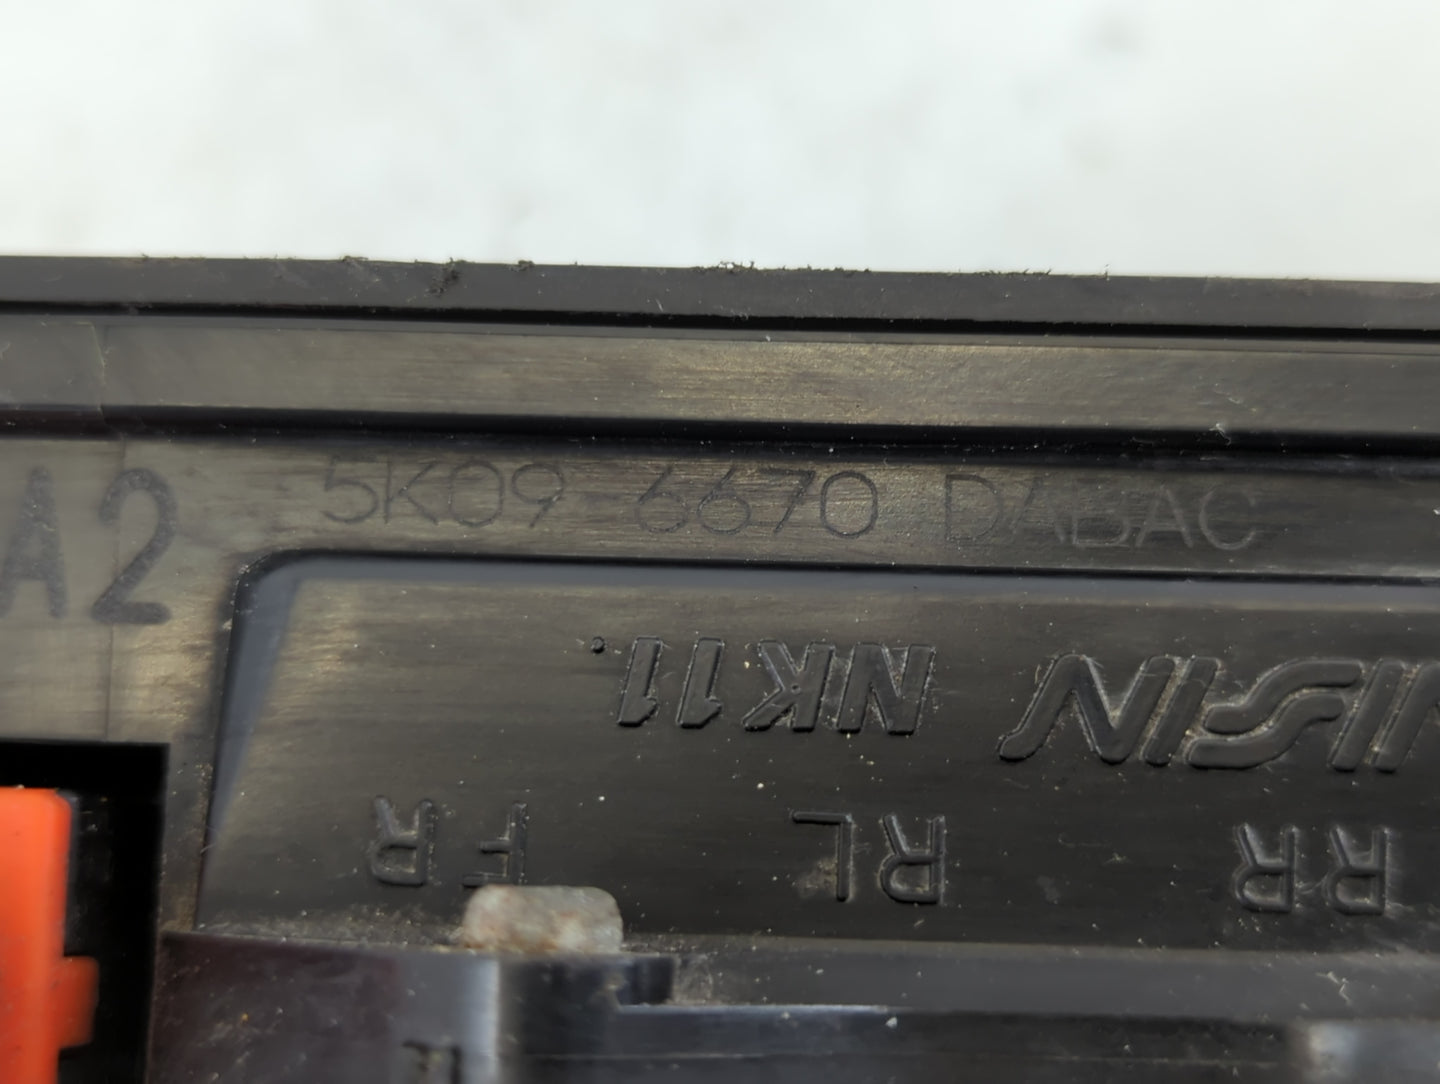 A2
5K09 6670 DABAC
NK11.
FR RL RR